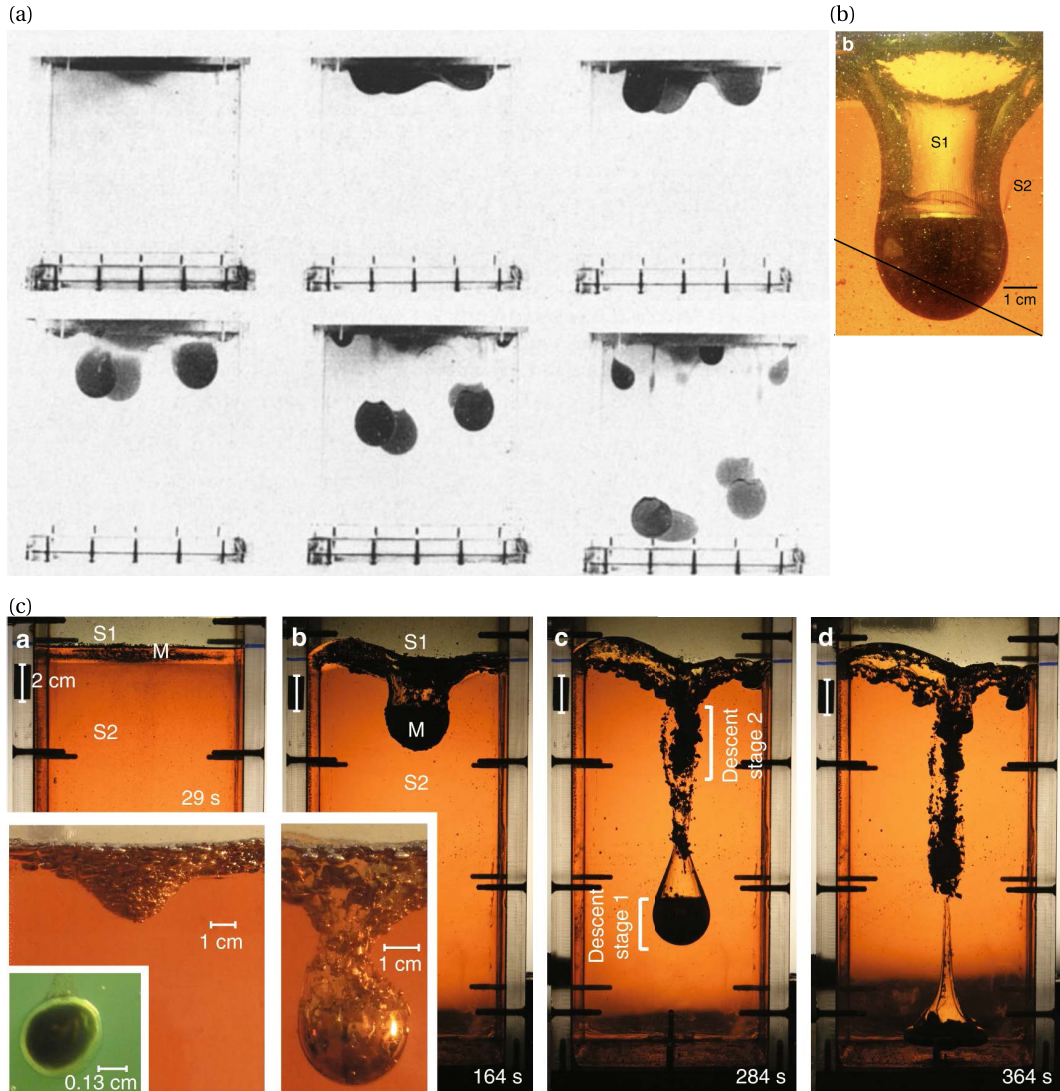 (a)
(b)
b
S1
S2
1 cm
(c)
a
S1
M
2 cm
S2
29 s
1 cm
0.13 cm
b
S1
M
S2
1 cm
164 s
c
Descent
stage 2
Descent
stage 1
284 s
d
364 s